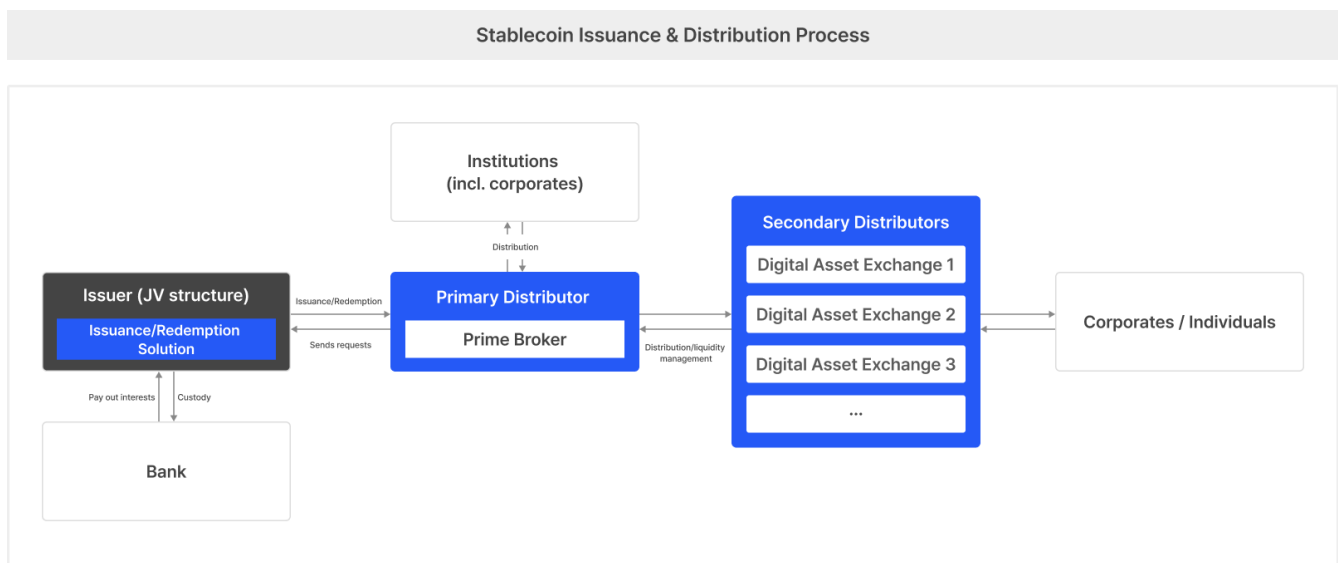 Stablecoin Issuance & Distribution Process
Institutions
(incl. corporates)
Distribution
Issuer (JV structure)
Issuance/Redemption
Solution
Issuance/Redemption
Sends requests
Primary Distributor
Prime Broker
Distribution/liquidity
management
Secondary Distributors
Digital Asset Exchange 1
Digital Asset Exchange 2
Digital Asset Exchange 3
...
Corporates / Individuals
Pay out interests
Custody
Bank